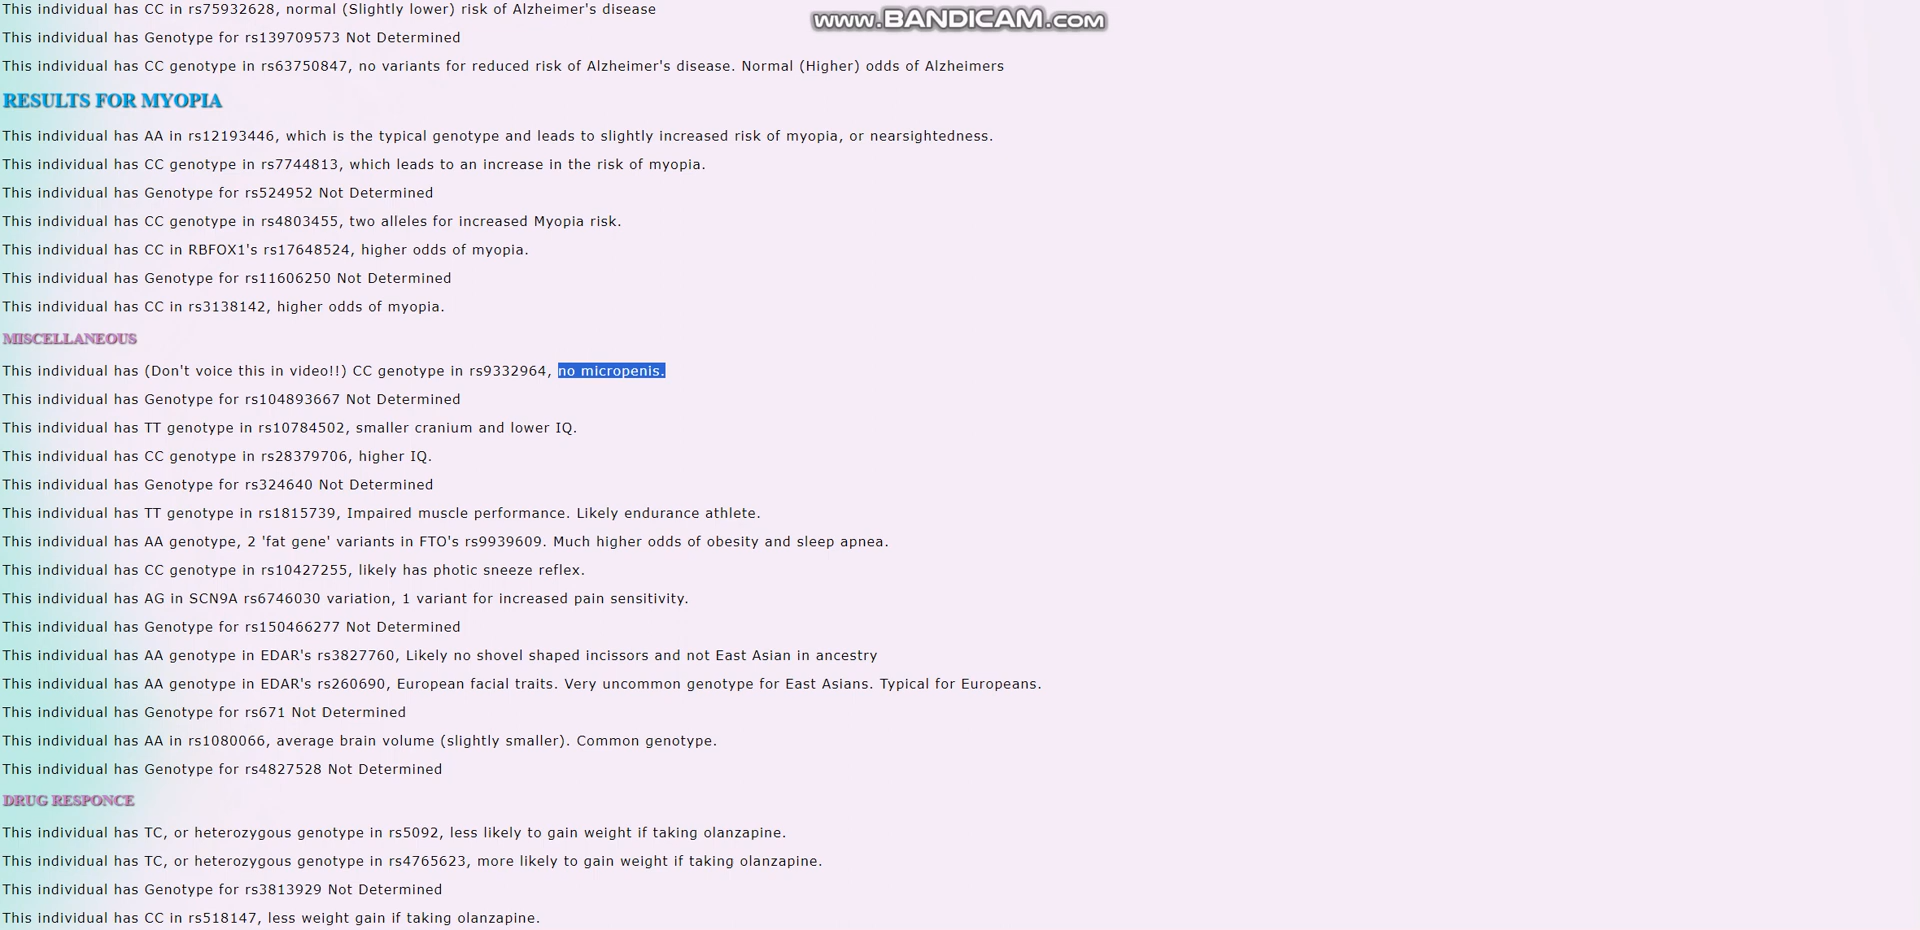 This individual has CC in rs75932628, normal (Slightly lower) risk of Alzheimer's disease
www.BANDICAM.com
This individual has Genotype for rs139709573 Not Determined
This individual has CC genotype in rs63750847, no variants for reduced risk of Alzheimer's disease. Normal (Higher) odds of Alzheimers
RESULTS FOR MYOPIA
This individual has AA in rs12193446, which is the typical genotype and leads to slightly increased risk of myopia, or nearsightedness.
This individual has CC genotype in rs7744813, which leads to an increase in the risk of myopia.
This individual has Genotype for rs524952 Not Determined
This individual has CC genotype in rs4803455, two alleles for increased Myopia risk.
This individual has CC in RBFOX1's rs17648524, higher odds of myopia.
This individual has Genotype for rs11606250 Not Determined
This individual has CC in rs3138142, higher odds of myopia.
MISCELLANEOUS
This individual has (Don't voice this in video!!) CC genotype in rs9332964, no micropenis.
This individual has Genotype for rs104893667 Not Determined
This individual has TT genotype in rs10784502, smaller cranium and lower IQ.
This individual has CC genotype in rs28379706, higher IQ.
This individual has Genotype for rs324640 Not Determined
This individual has TT genotype in rs1815739, Impaired muscle performance. Likely endurance athlete.
This individual has AA genotype, 2 'fat gene' variants in FTO's rs9939609. Much higher odds of obesity and sleep apnea.
This individual has CC genotype in rs10427255, likely has photic sneeze reflex.
This individual has AG in SCN9A rs6746030 variation, 1 variant for increased pain sensitivity.
This individual has Genotype for rs150466277 Not Determined
This individual has AA genotype in EDAR's rs3827760, Likely no shovel shaped incissors and not East Asian in ancestry
This individual has AA genotype in EDAR's rs260690, European facial traits. Very uncommon genotype for East Asians. Typical for Europeans.
This individual has Genotype for rs671 Not Determined
This individual has AA in rs1080066, average brain volume (slightly smaller). Common genotype.
This individual has Genotype for rs4827528 Not Determined
DRUG RESPONCE
This individual has TC, or heterozygous genotype in rs5092, less likely to gain weight if taking olanzapine.
This individual has TC, or heterozygous genotype in rs4765623, more likely to gain weight if taking olanzapine.
This individual has Genotype for rs3813929 Not Determined
This individual has CC in rs518147, less weight gain if taking olanzapine.